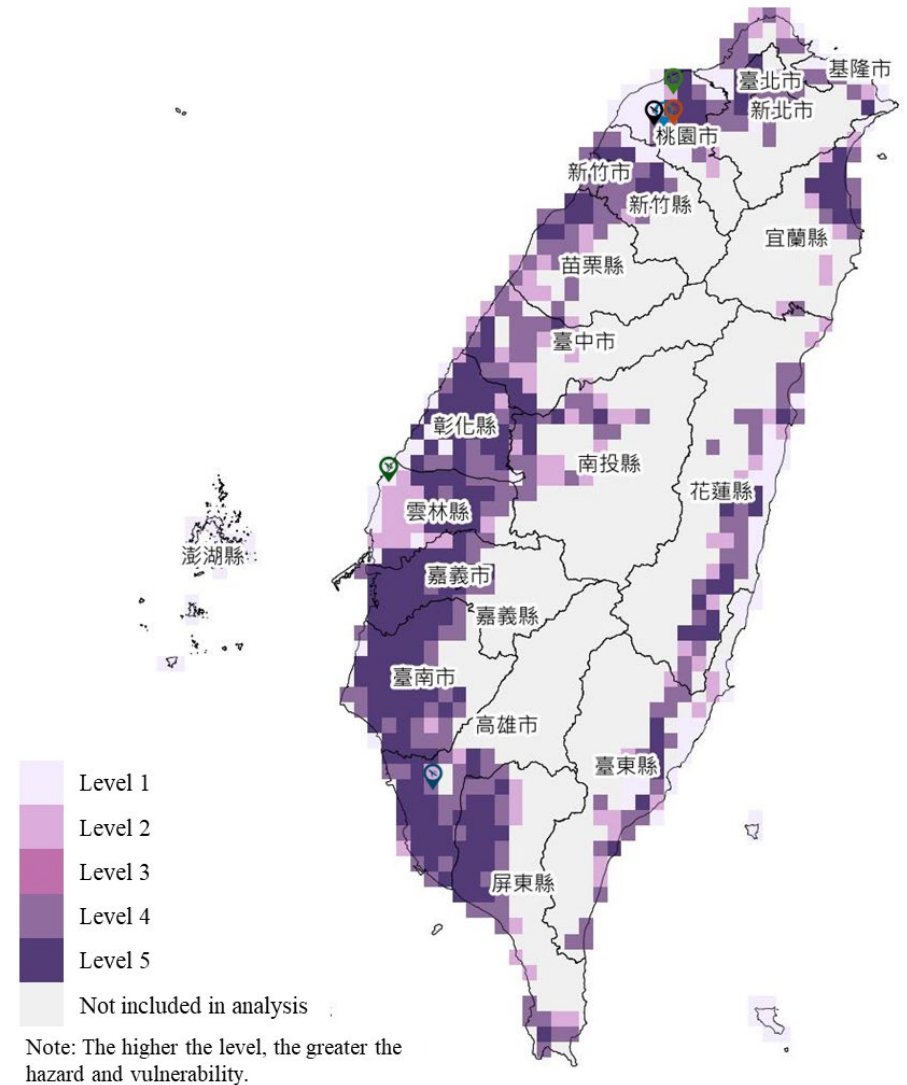 基隆市
臺北市
新北市
桃園市
新竹市
新竹縣
宜蘭縣
苗栗縣
臺中市
彰化縣
南投縣
花蓮縣
雲林縣
澎湖縣
嘉義市
嘉義縣
臺南市
高雄市
臺東縣
屏東縣
Level 1
Level 2
Level 3
Level 4
Level 5
Not included in analysis
Note: The higher the level, the greater the
hazard and vulnerability.